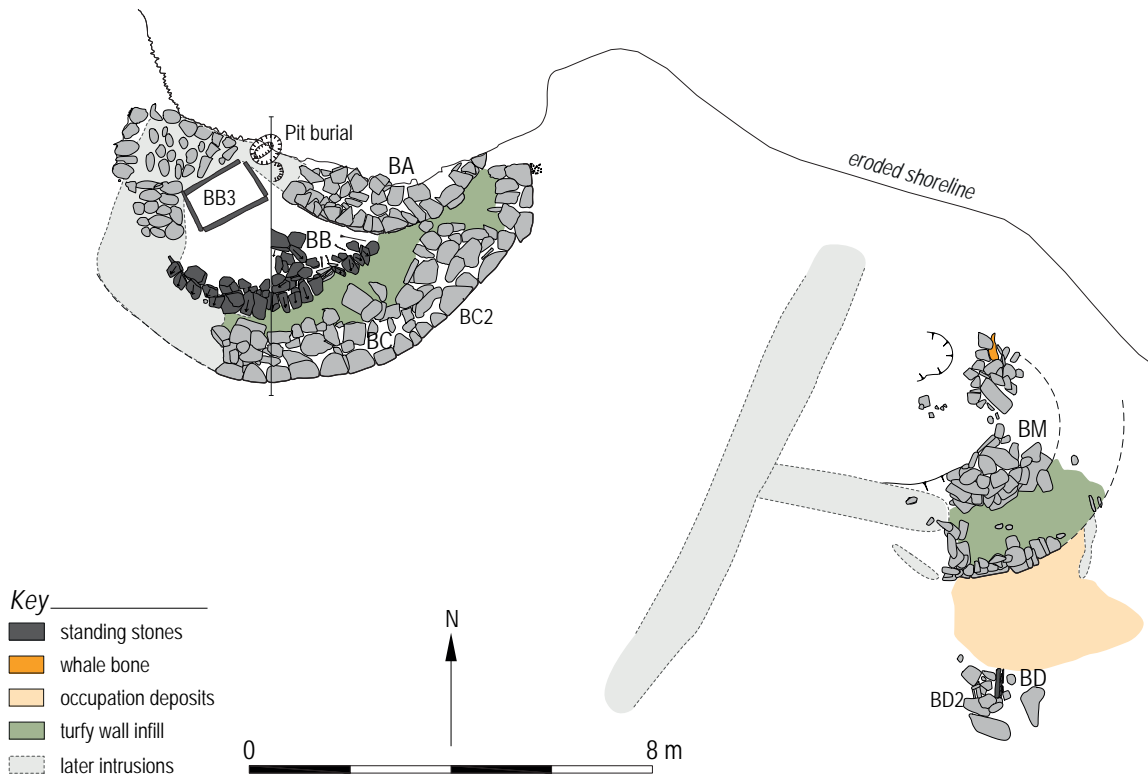 Pit burial
BA
BB3
BB
BC
BC2
eroded shoreline
BM
BD
BD2
Key
standing stones
whale bone
occupation deposits
turfy wall infill
later intrusions
N
0
8 m